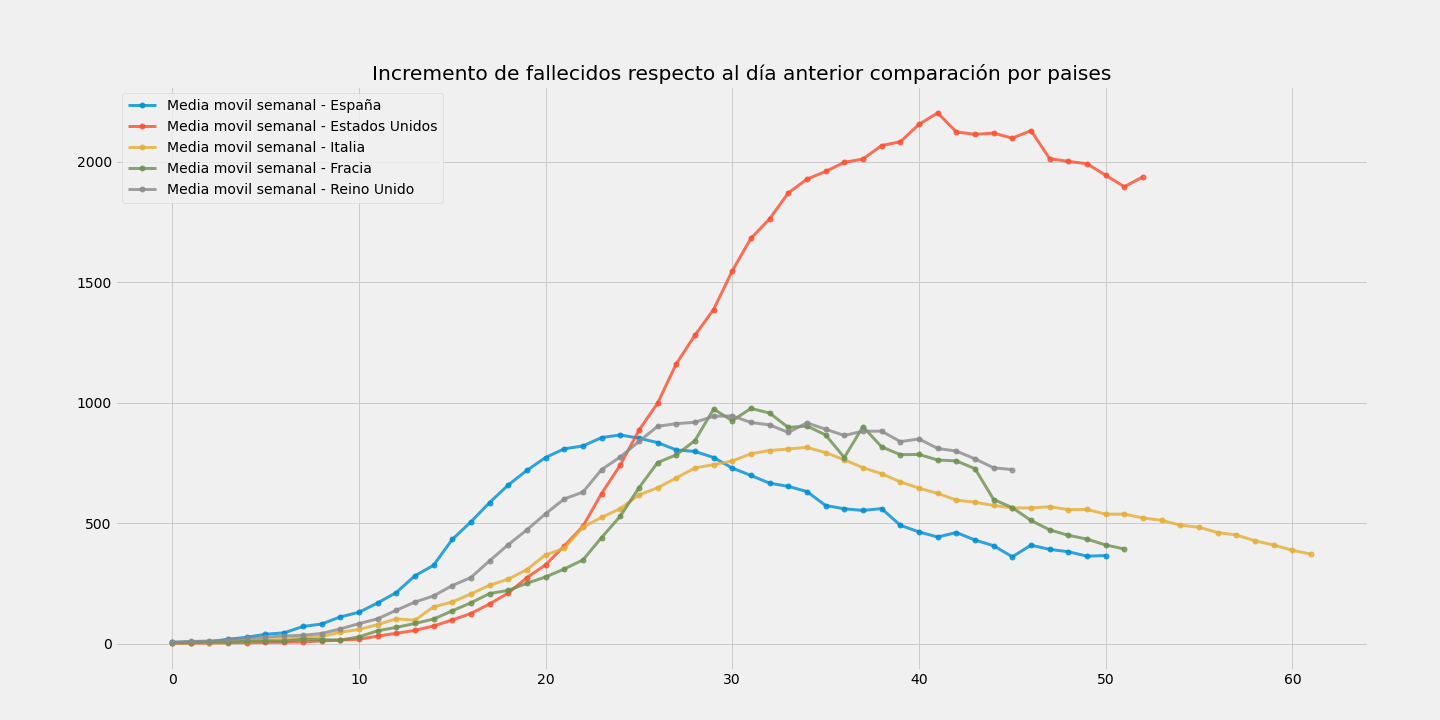 Incremento de fallecidos respecto al día anterior comparación por paises
Media movil semanal - España
Media movil semanal - Estados Unidos
Media movil semanal - Italia
Media movil semanal - Fracia
Media movil semanal - Reino Unido
2000
1500
1000
500
0
0 10 20 30 40 50 60